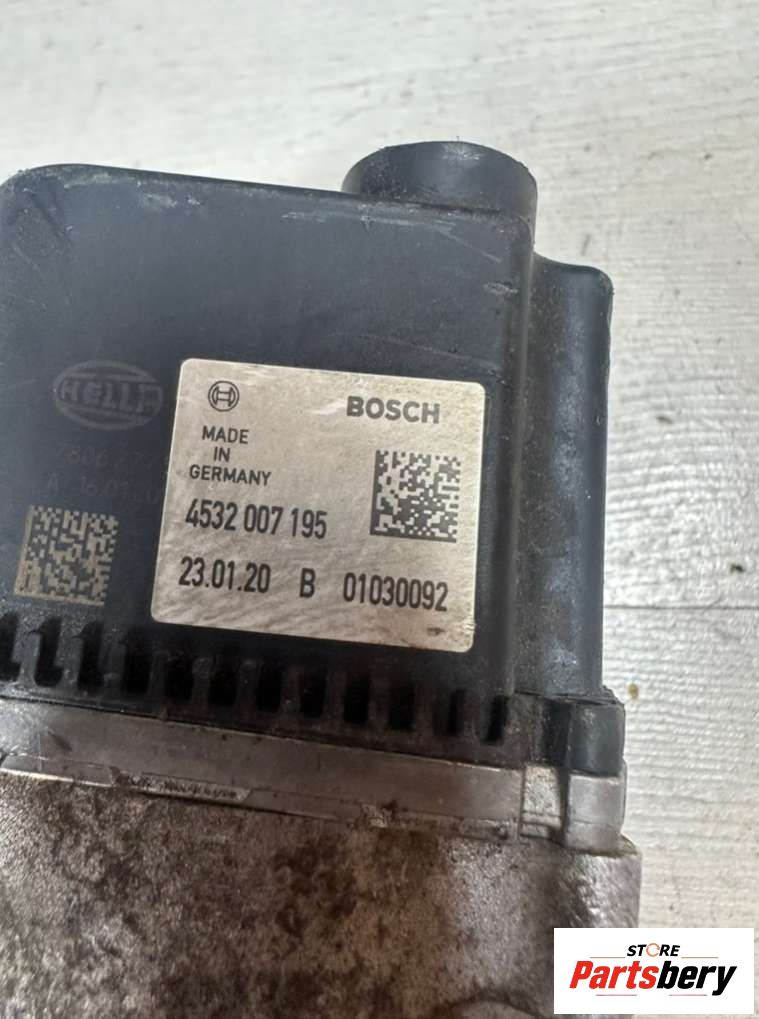 HELLA
BOSCH
MADE
IN
GERMANY
4532 007 195
23.01.20 B 01030092
STORE
Partsbery